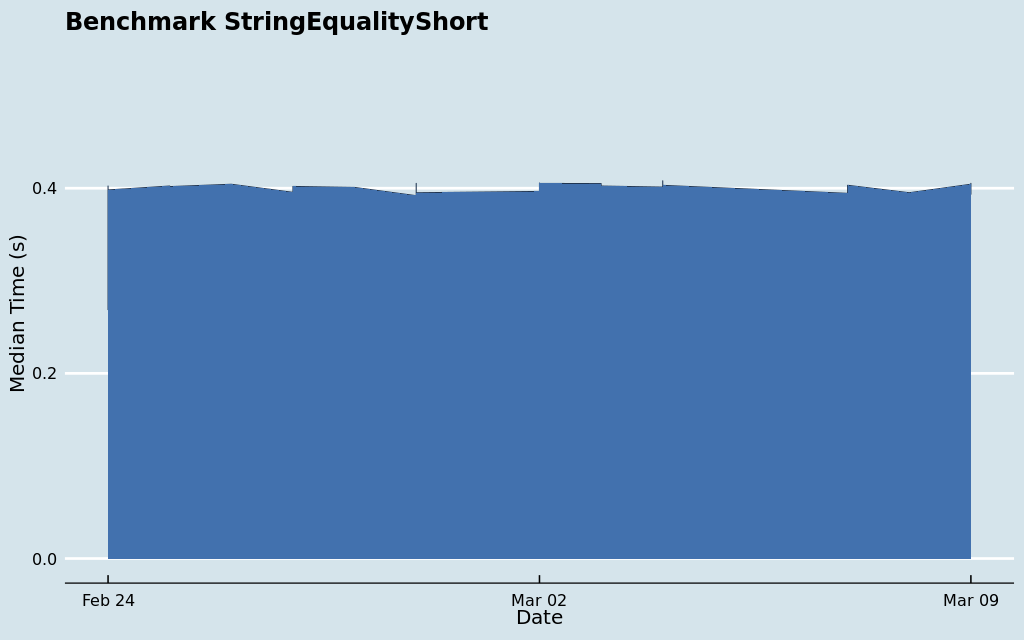 Benchmark StringEqualityShort
Median Time (s)
0.4
0.2
0.0
Feb 24
Mar 02
Mar 09
Date